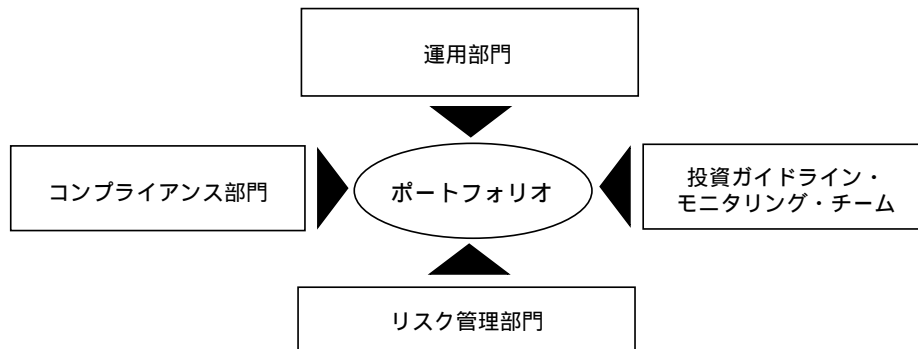 運用部門
コンプライアンス部門
ポートフォリオ
投資ガイドライン・
モニタリング・チーム
リスク管理部門